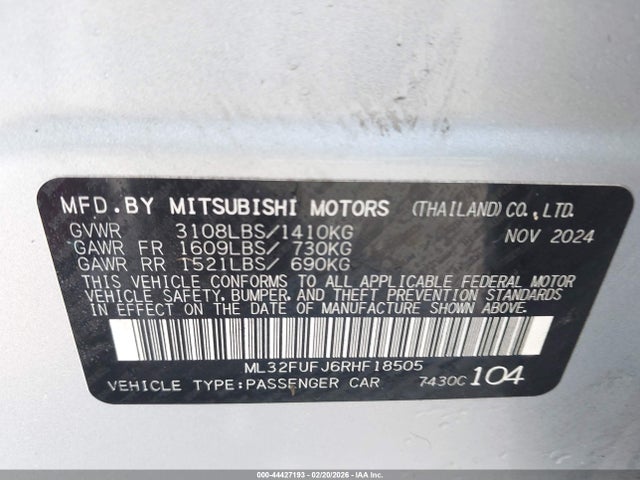 MFD. BY MITSUBISHI MOTORS (THAILAND) CO., LTD.
GVWR 3108LBS/1410KG NOV 2024
GAWR FR 1609LBS/ 730KG
GAWR RR 1521LBS/ 690KG
THIS VEHICLE CONFORMS TO ALL APPLICABLE FEDERAL MOTOR
VEHICLE SAFETY, BUMPER, AND THEFT PREVENTION STANDARDS
IN EFFECT ON THE DATE OF MANUFACTURE SHOWN ABOVE.
ML32FUFJ6RHF18505
VEHICLE TYPE:PASSENGER CAR 7430C 104
000-44427193 - 02/20/2026 - IAAI.CA